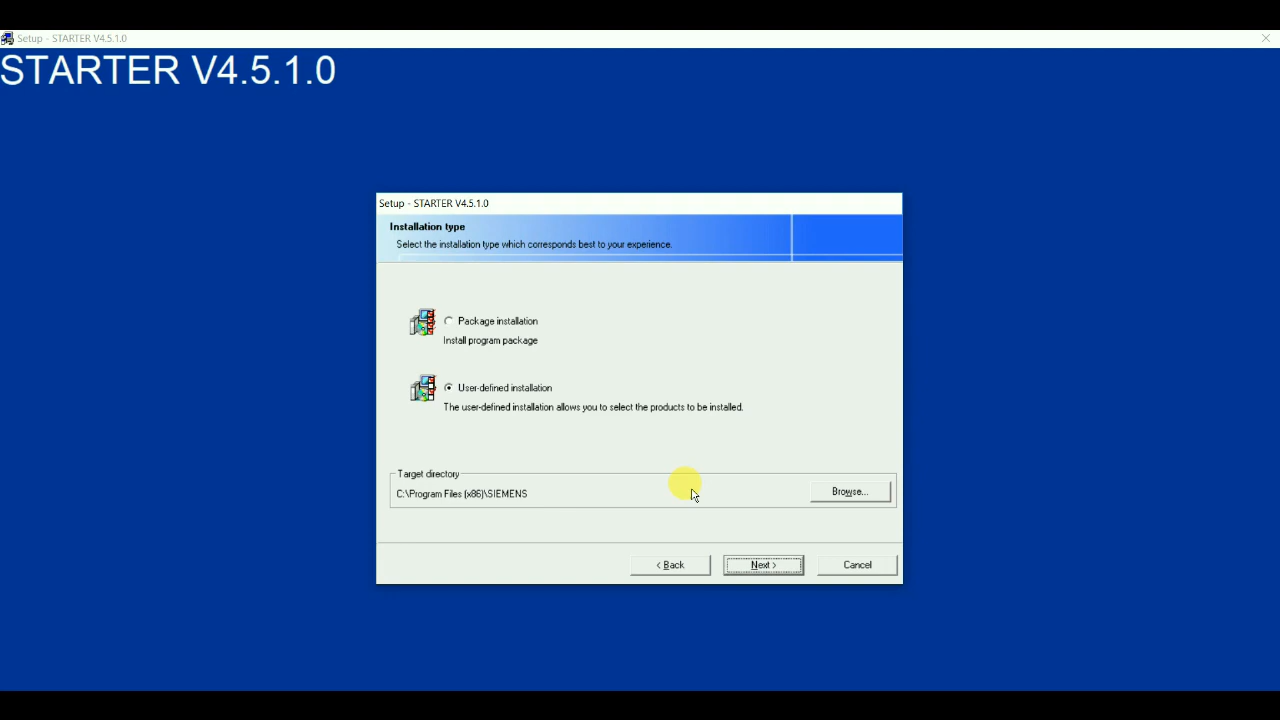 Setup - STARTER V4.5.1.0
STARTER V4.5.1.0
Setup - STARTER V4.5.1.0
Installation type
Select the installation type which corresponds best to your experience.
Package installation
Install program package
User-defined installation
The user-defined installation allows you to select the products to be installed.
Target directory
C:\Program Files (x86)\SIEMENS
Browse...
< Back
Next >
Cancel